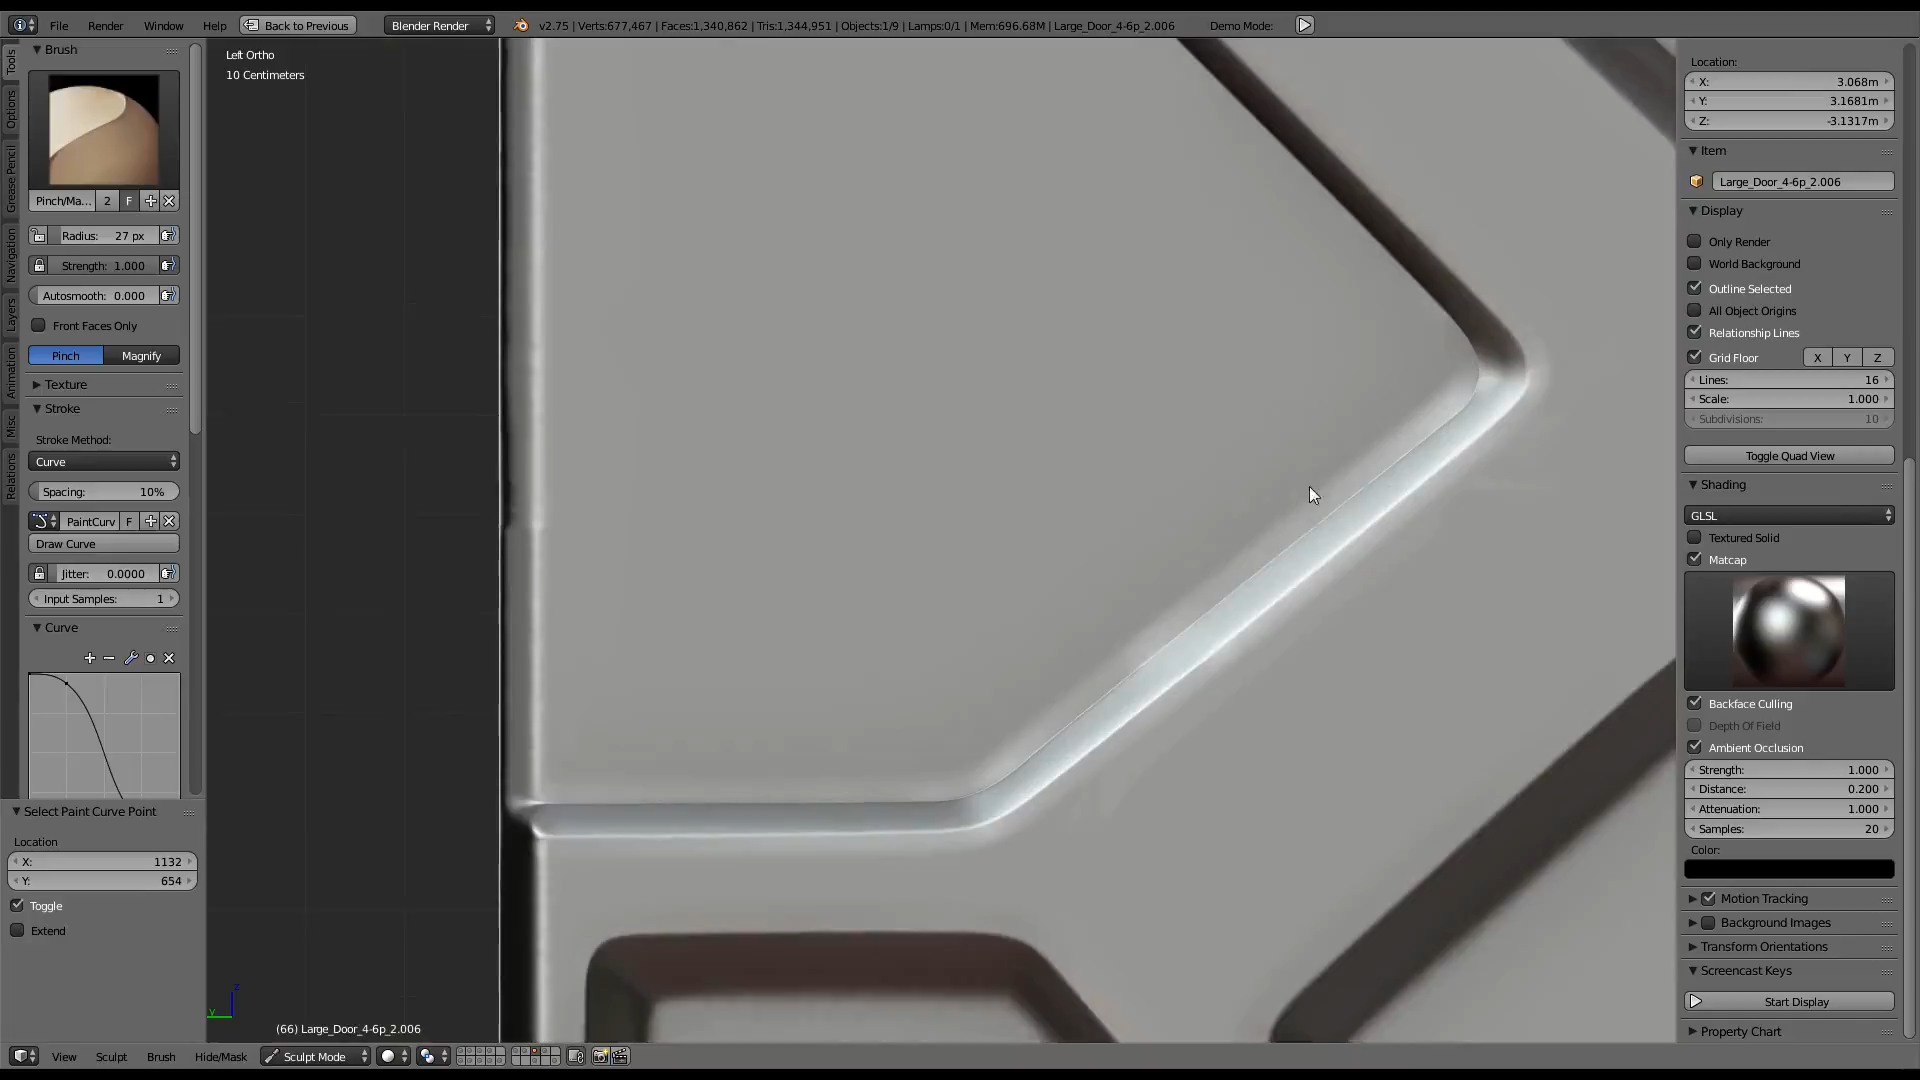 File
Render
Window
Help
Back to Previous
Blender Render
v2.75 | Verts:677,467 | Faces:1,340,862 | Tris:1,344,951 | Objects:1/9 | Lamps:0/1 | Mem:696.68M | Large_Door_4-6p_2.006
Demo Mode:
Tools
Options
Grease Pencil
Navigation
Layers
Animation
Misc
Relations
Brush
Pinch/Ma...
2
F
Radius: 27 px
Strength: 1.000
Autosmooth: 0.000
Front Faces Only
Pinch
Magnify
Texture
Stroke
Stroke Method:
Curve
Spacing: 10%
PaintCurv
F
Draw Curve
Jitter: 0.0000
Input Samples: 1
Curve
Select Paint Curve Point
Location
X: 1132
Y: 654
Toggle
Extend
Left Ortho
10 Centimeters
z
y
(66) Large_Door_4-6p_2.006
View
Sculpt
Brush
Hide/Mask
Sculpt Mode
Location:
X: 3.068m
Y: 3.1681m
Z: -3.1317m
Item
Large_Door_4-6p_2.006
Display
Only Render
World Background
Outline Selected
All Object Origins
Relationship Lines
Grid Floor
X
Y
Z
Lines: 16
Scale: 1.000
Subdivisions: 10
Toggle Quad View
Shading
GLSL
Textured Solid
Matcap
Backface Culling
Depth Of Field
Ambient Occlusion
Strength: 1.000
Distance: 0.200
Attenuation: 1.000
Samples: 20
Color:
Motion Tracking
Background Images
Transform Orientations
Screencast Keys
Start Display
Property Chart